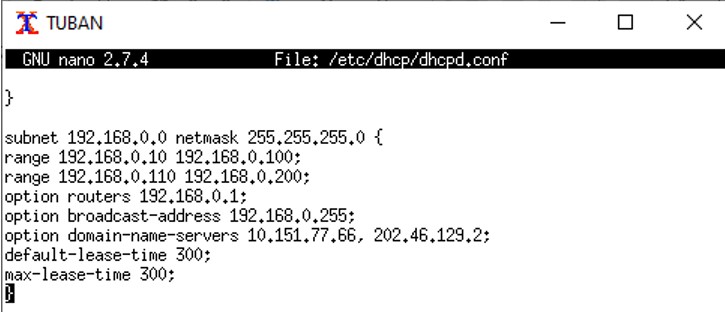 TUBAN
GNU nano 2.7.4 File: /etc/dhcp/dhcpd.conf
}
subnet 192.168.0.0 netmask 255.255.255.0 {
range 192.168.0.10 192.168.0.100;
range 192.168.0.110 192.168.0.200;
option routers 192.168.0.1;
option broadcast-address 192.168.0.255;
option domain-name-servers 10.151.77.66, 202.46.129.2;
default-lease-time 300;
max-lease-time 300;
}